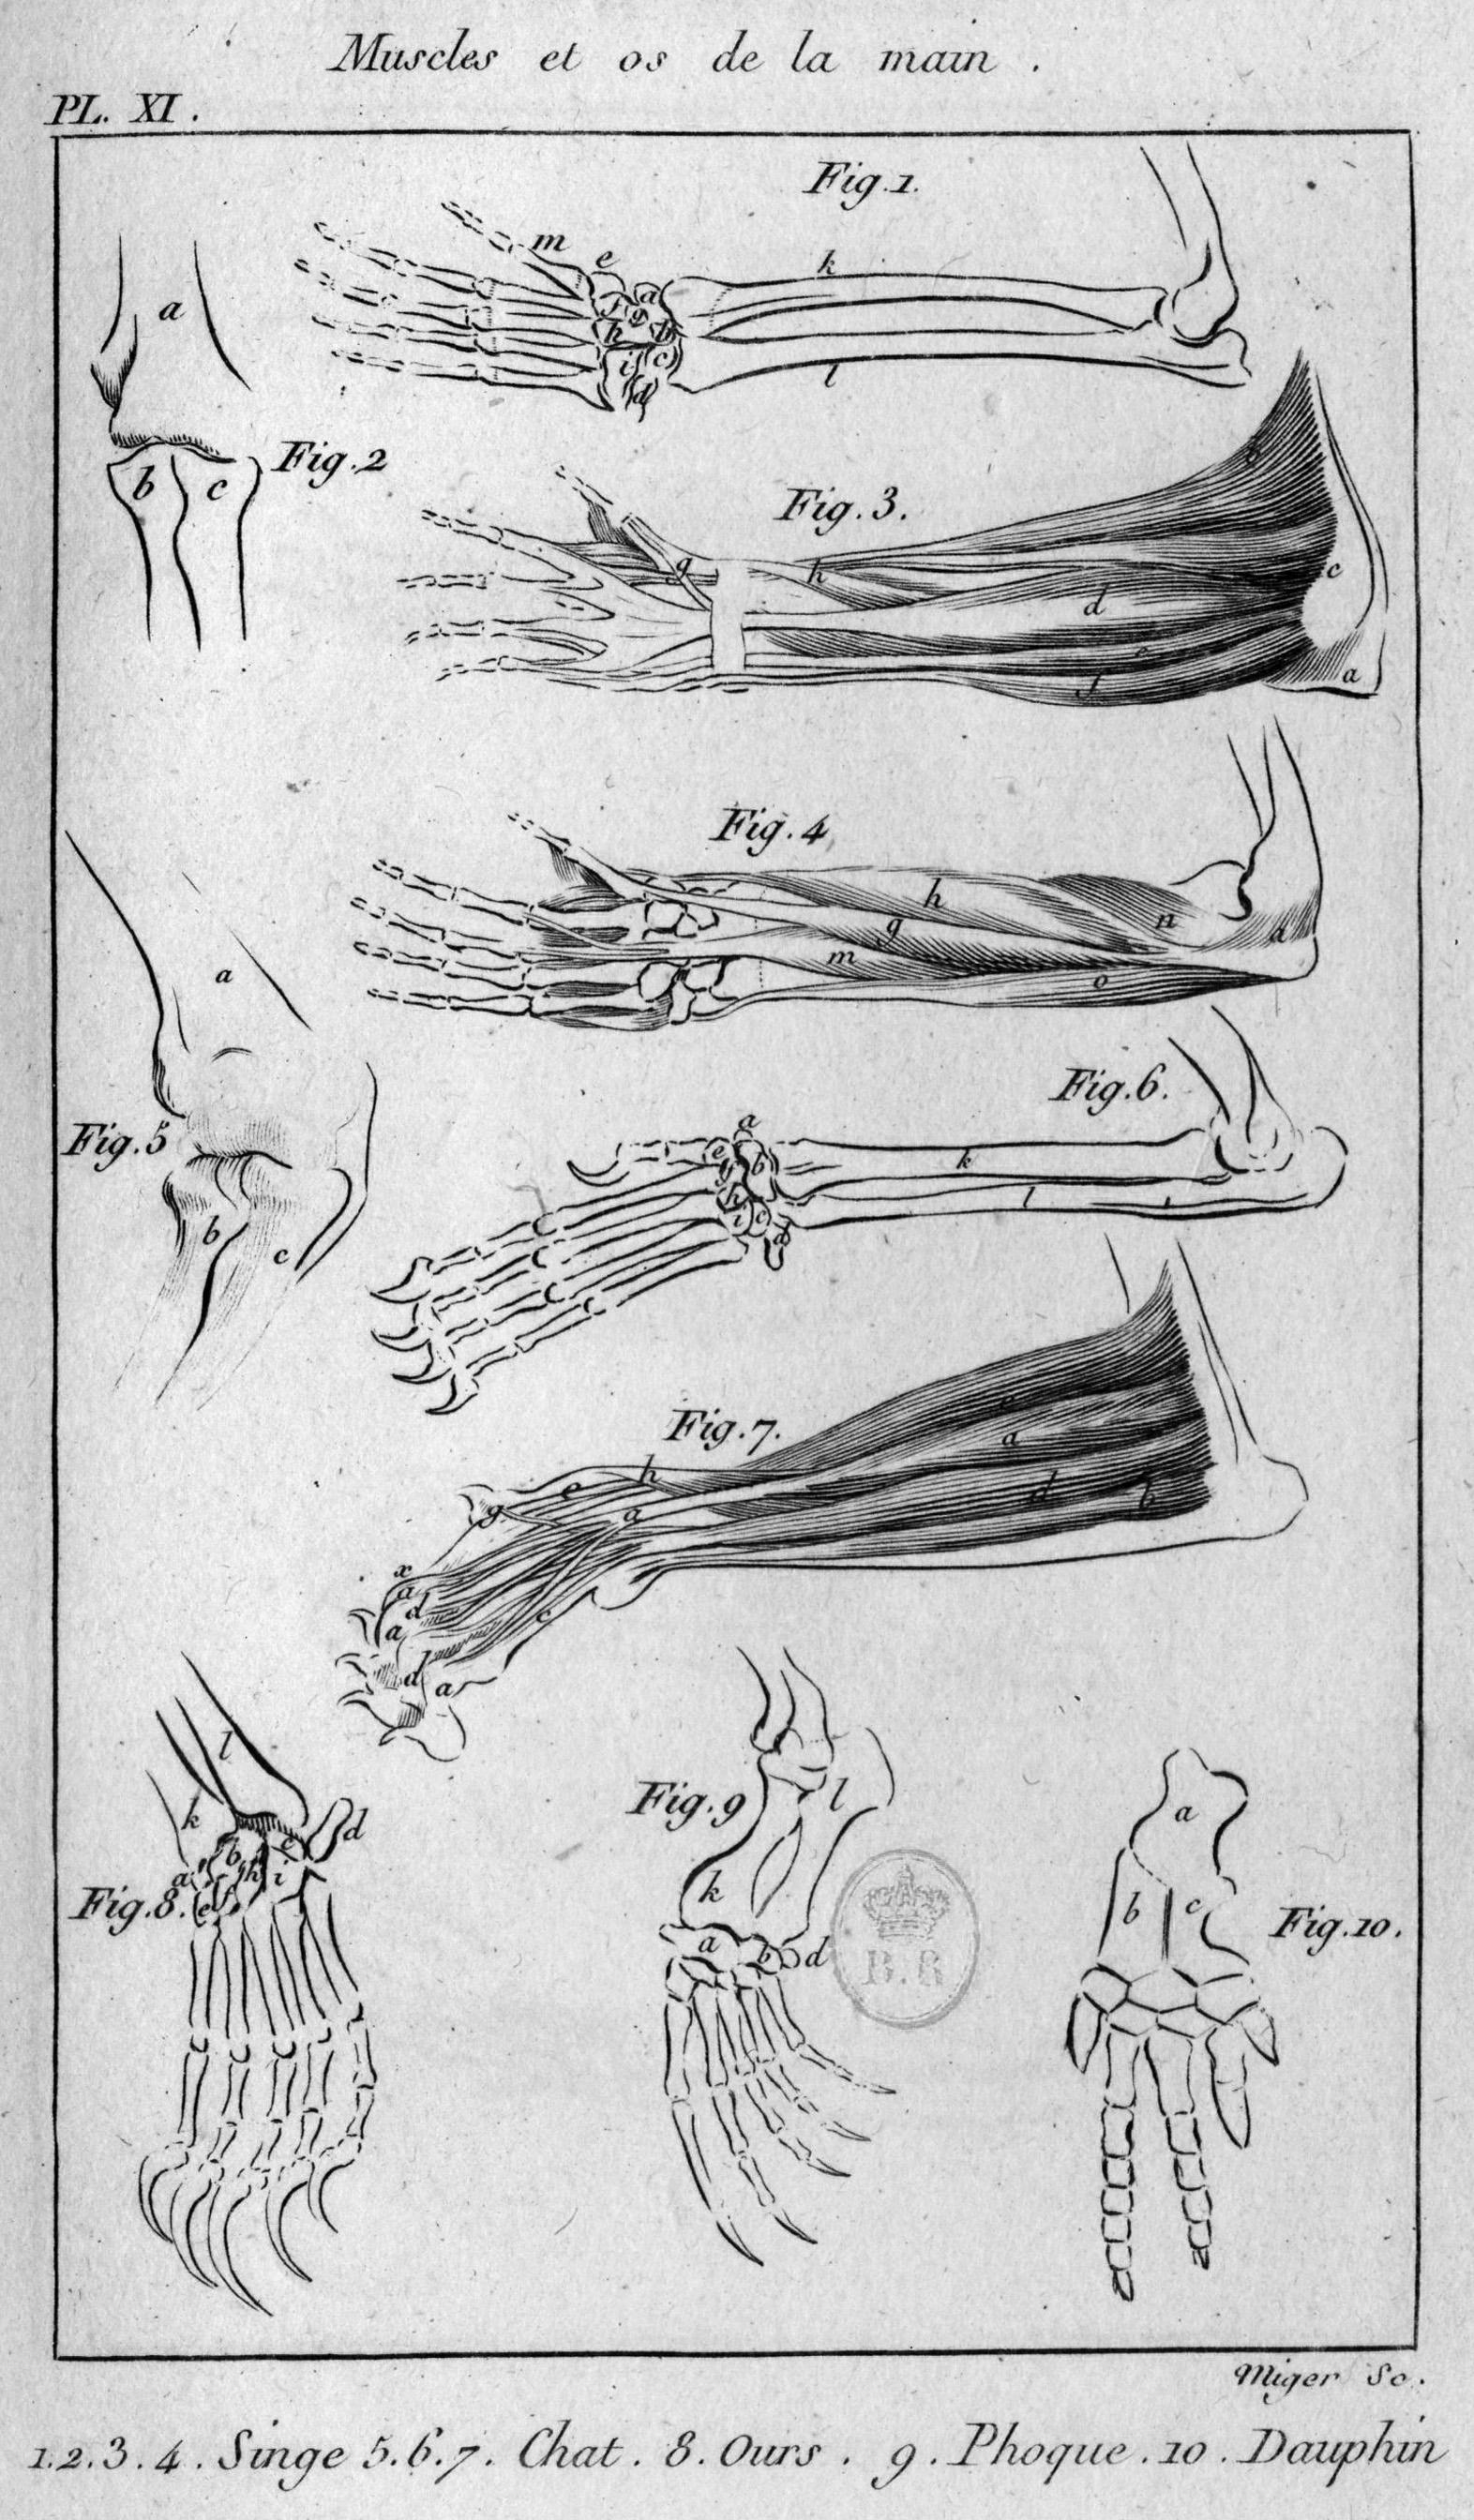 Muscles et os de la main .
PL. XI .
Fig. 1.
m e k
a
f g
h b
i c
d
l
a
Fig. 2
b c
Fig. 3.
b
g h c
d
e
f a
Fig. 4
h n
g a
m
o
a
Fig. 5
b c
Fig. 6.
a
e b k
g
h l
i c
d
Fig. 7.
e
a
h
e d b
g a
x
a
d
a c
d
a
l
k d
b c
a h i
Fig. 8. e f
Fig. 9 l
k
a b d
B. R
a
b c
Fig. 10.
Miger Sc.
1.2.3.4. Singe 5.6.7. Chat. 8. Ours. 9. Phoque. 10. Dauphin